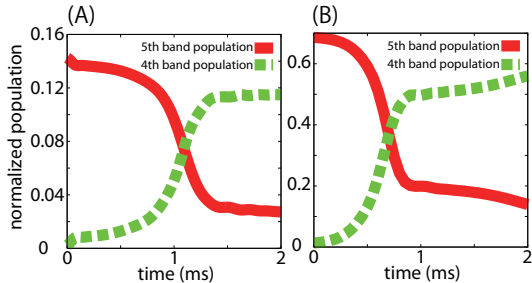 (A)
(B)
normalized population
0.16
0.12
0.08
0.04
0
5th band population
4th band population
0
1
2
time (ms)
0.4
0.2
0
5th band population
4th band population
0
1
2
time (ms)